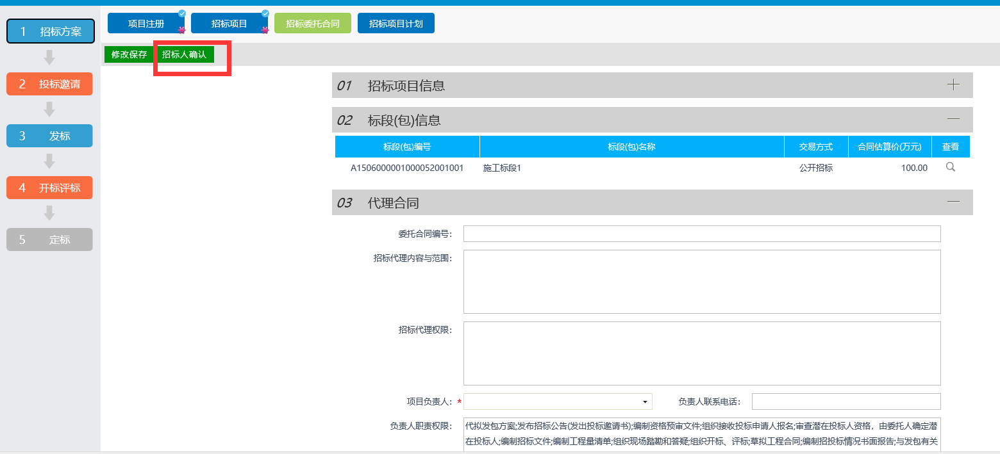 项目注册 招标项目 招标委托合同 招标项目计划
1 招标方案
修改保存 招标人确认
2 投标邀请
3 发标
4 开标评标
5 定标
01 招标项目信息
02 标段(包)信息
标段(包)编号 标段(包)名称 交易方式 合同估算价(万元) 查看
A1506000001000052001001 施工标段1 公开招标 100.00
03 代理合同
委托合同编号:
招标代理内容与范围:
招标代理权限:
项目负责人: * 负责人联系电话:
负责人职责权限: 代拟发包方案;发布招标公告(发出投标邀请书);编制资格预审文件;组织接收投标申请人报名;审查潜在投标人资格，由委托人确定潜
在投标人;编制招标文件;编制工程量清单;组织现场踏勘和答疑;组织开标、评标;草拟工程合同;编制招投标情况书面报告;与发包有关